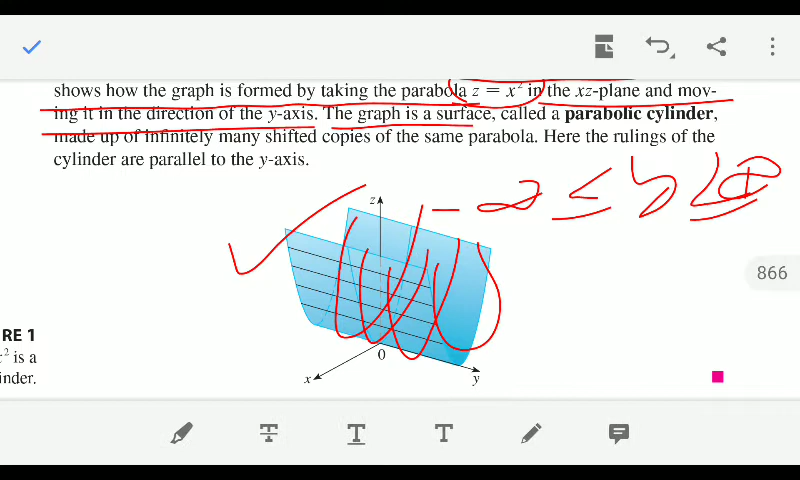 shows how the graph is formed by taking the parabola z = x² in the xz-plane and mov-
ing it in the direction of the y-axis. The graph is a surface, called a parabolic cylinder,
made up of infinitely many shifted copies of the same parabola. Here the rulings of the
cylinder are parallel to the y-axis.
z
866
RE 1
x² is a
inder.
0
x
y
T
T
T